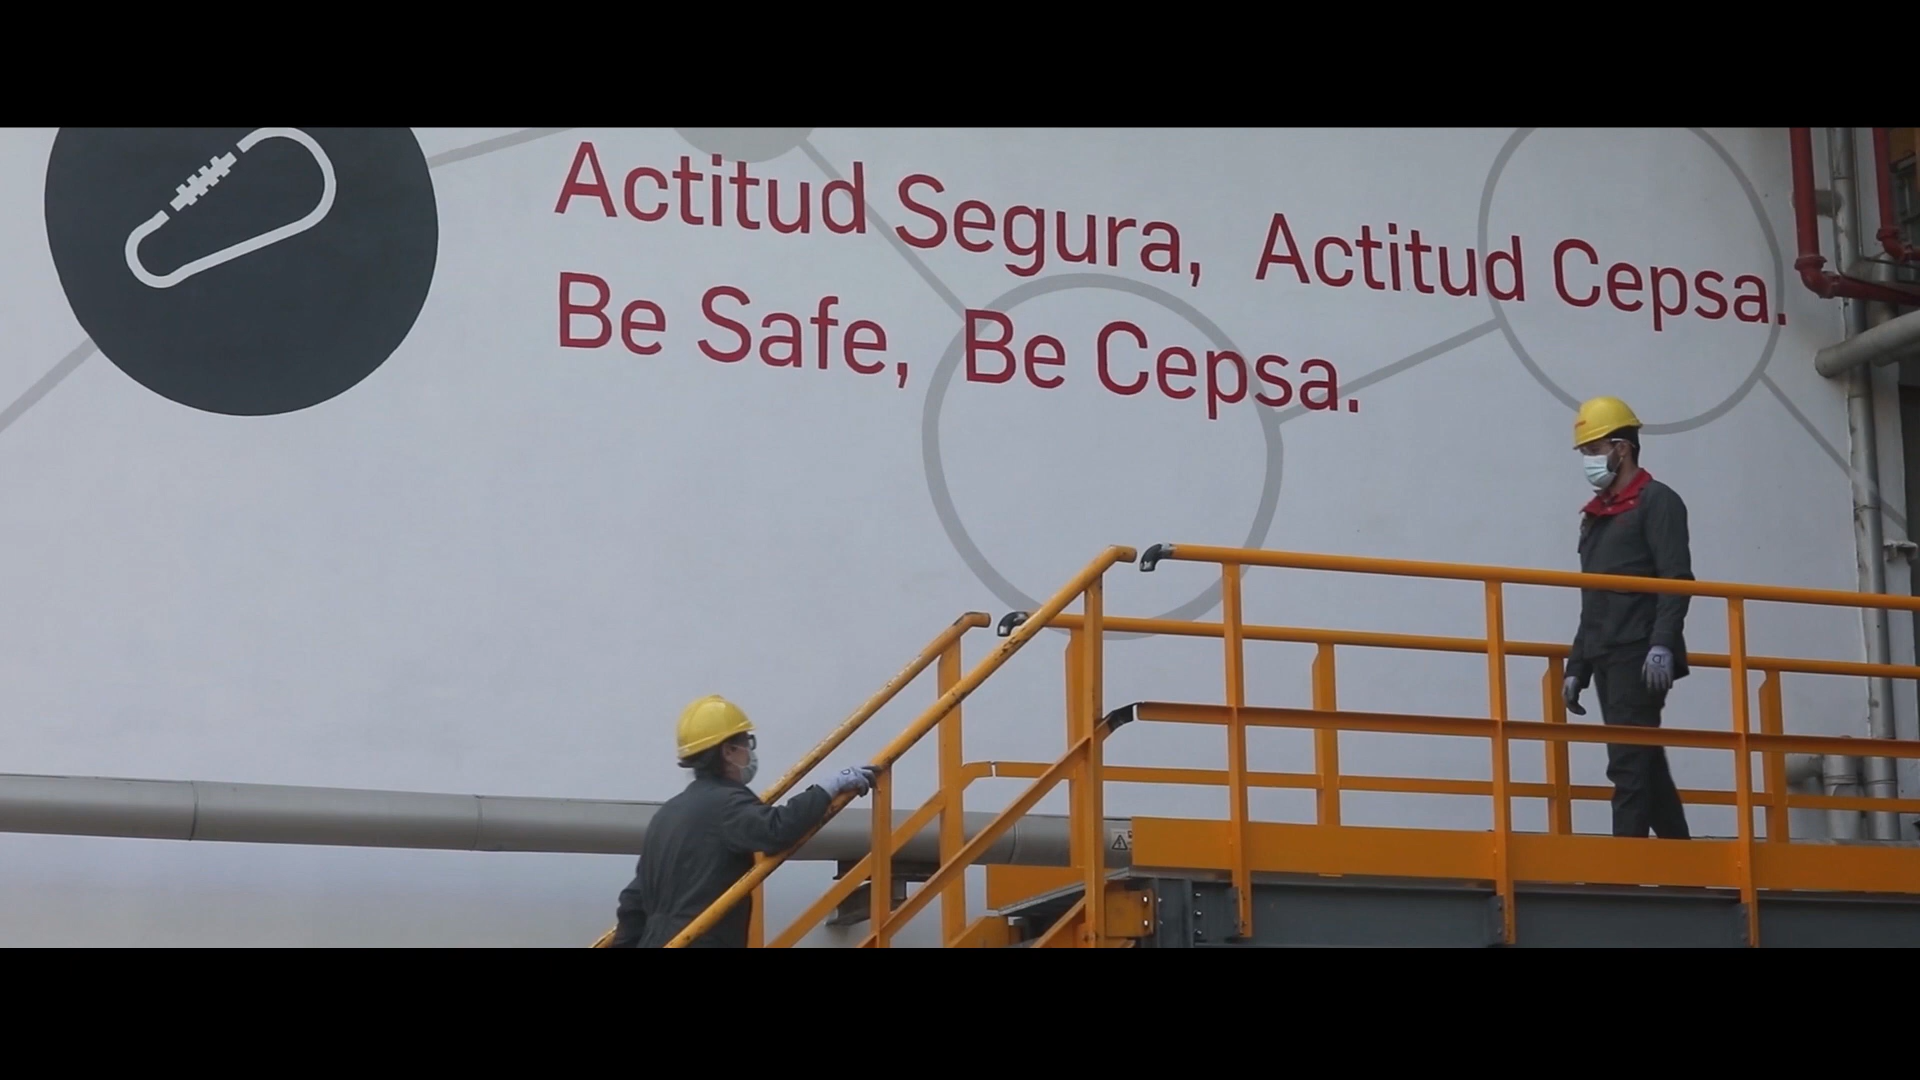 Actitud Segura, Actitud Cepsa.
Be Safe, Be Cepsa.